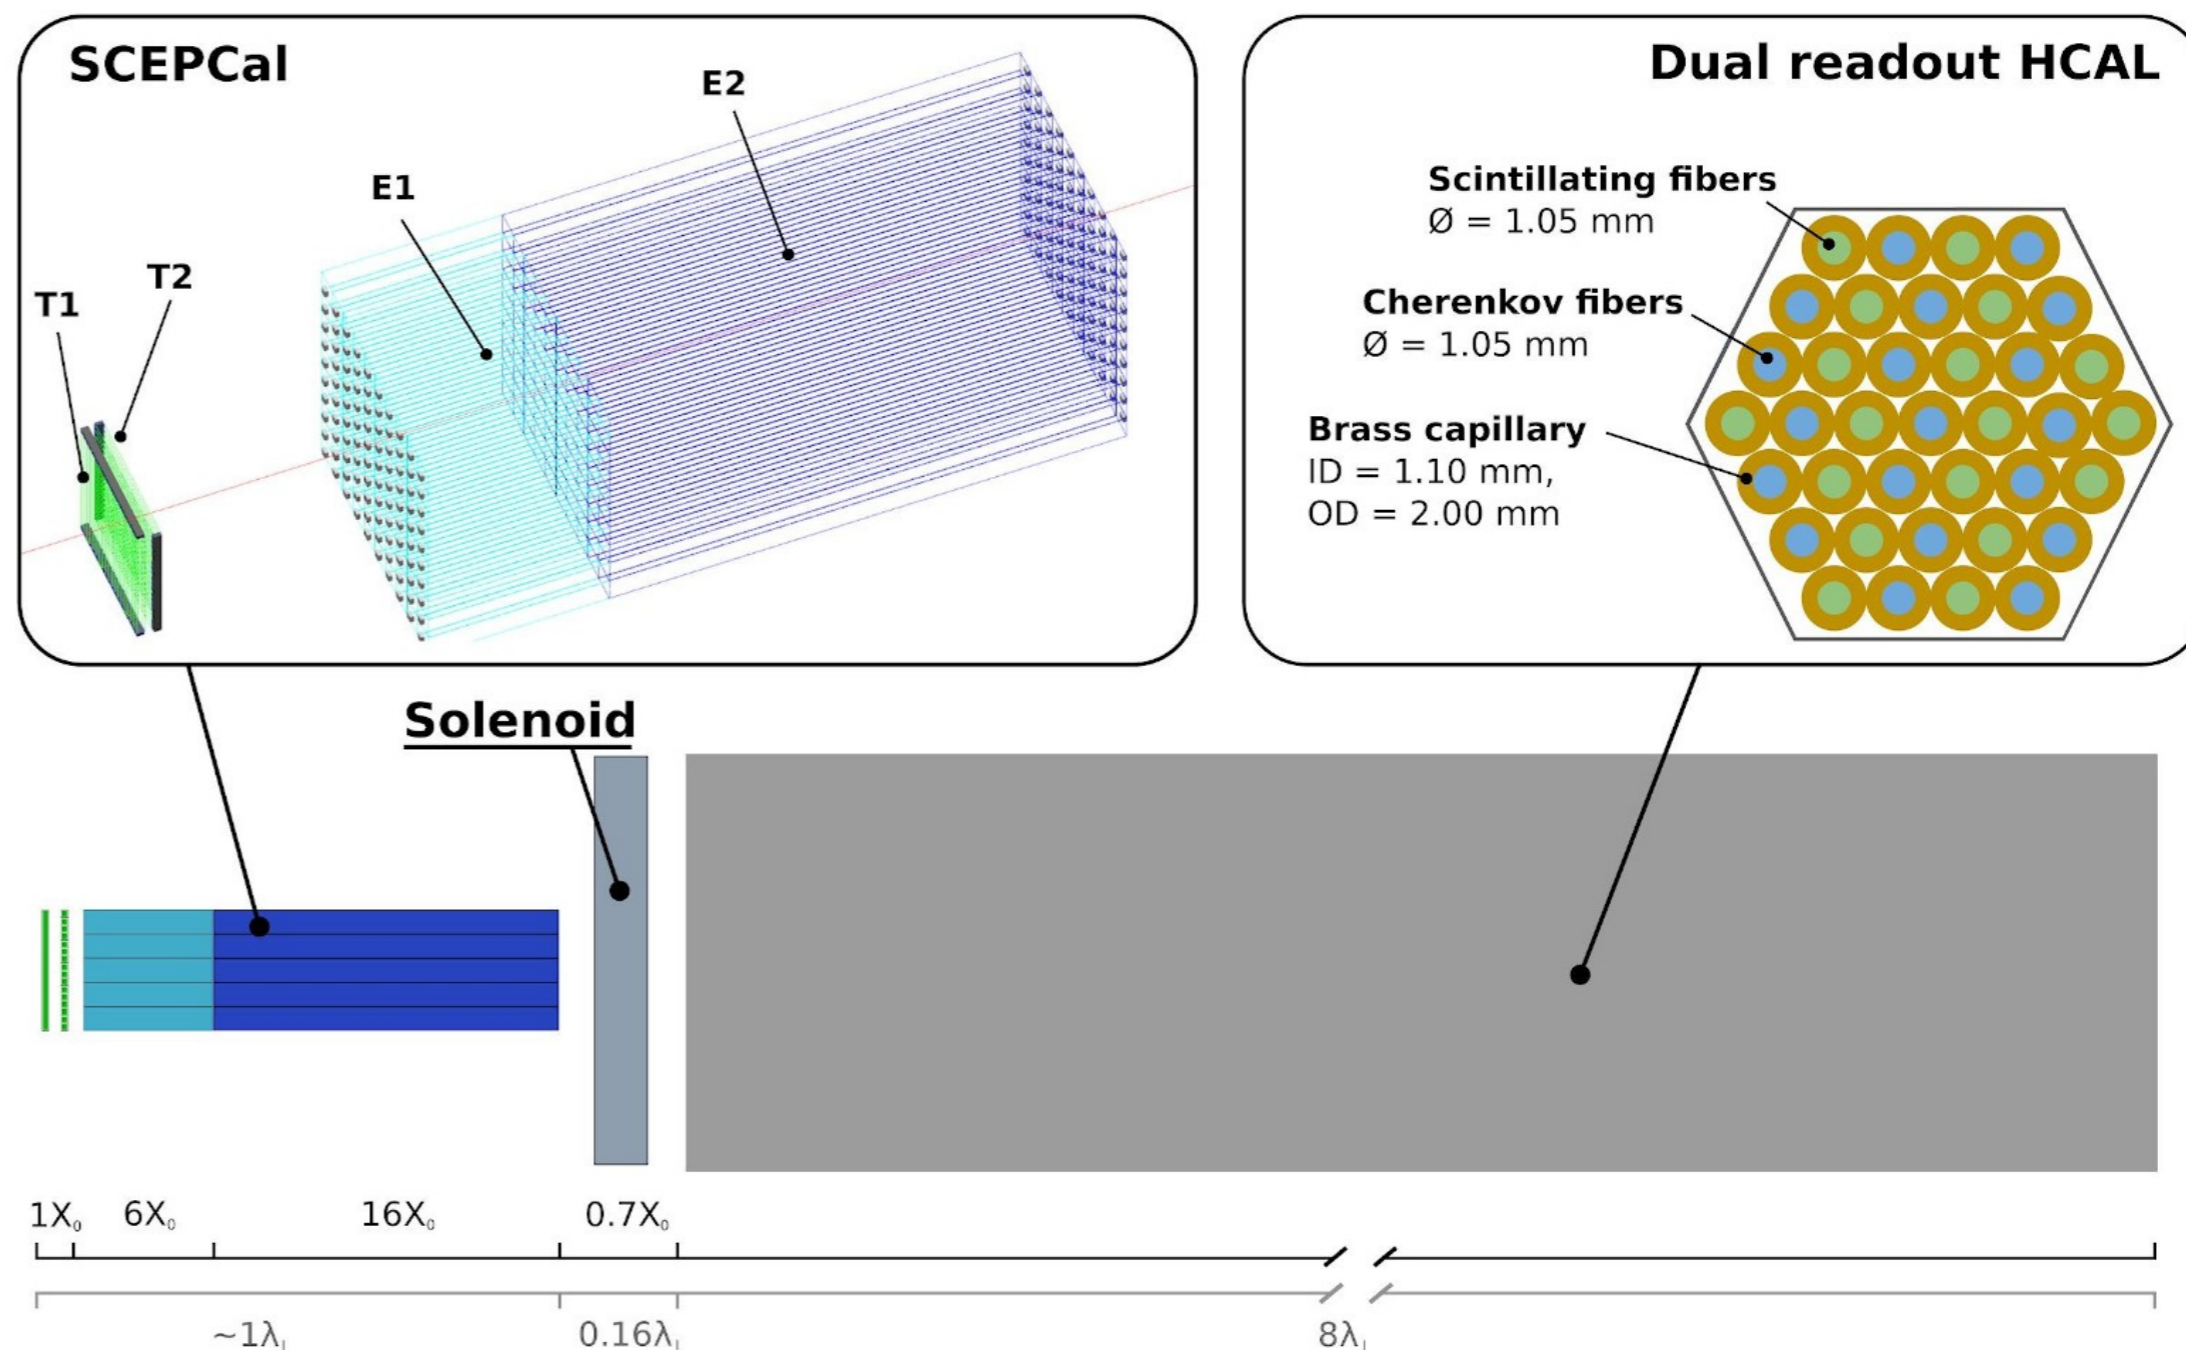 SCEPCal
E2
E1
T2
T1
Dual readout HCAL
Scintillating fibers
Ø = 1.05 mm
Cherenkov fibers
Ø = 1.05 mm
Brass capillary
ID = 1.10 mm,
OD = 2.00 mm
Solenoid
1X₀ 6X₀ 16X₀ 0.7X₀
~1λI 0.16λI 8λI